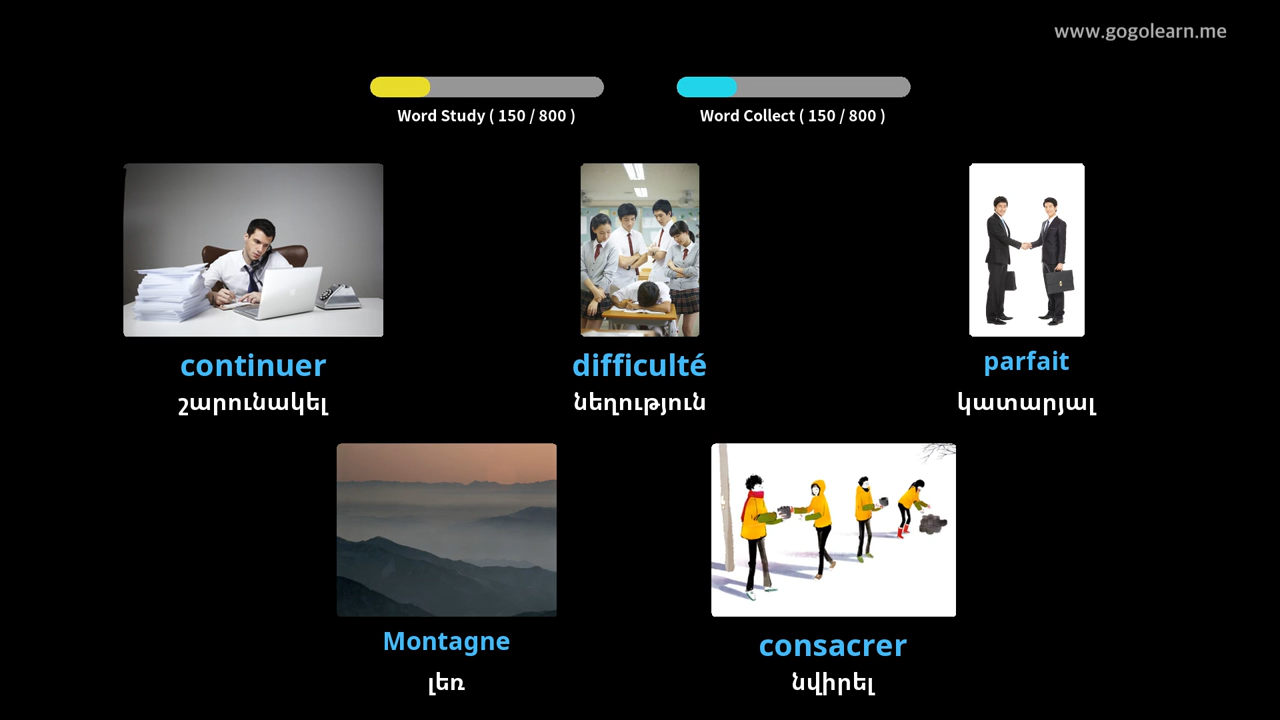 www.gogolearn.me
Word Study ( 150 / 800 )
Word Collect ( 150 / 800 )
continuer
շարունակել
difficulté
նեղություն
parfait
կատարյալ
Montagne
լեռ
consacrer
նվիրել